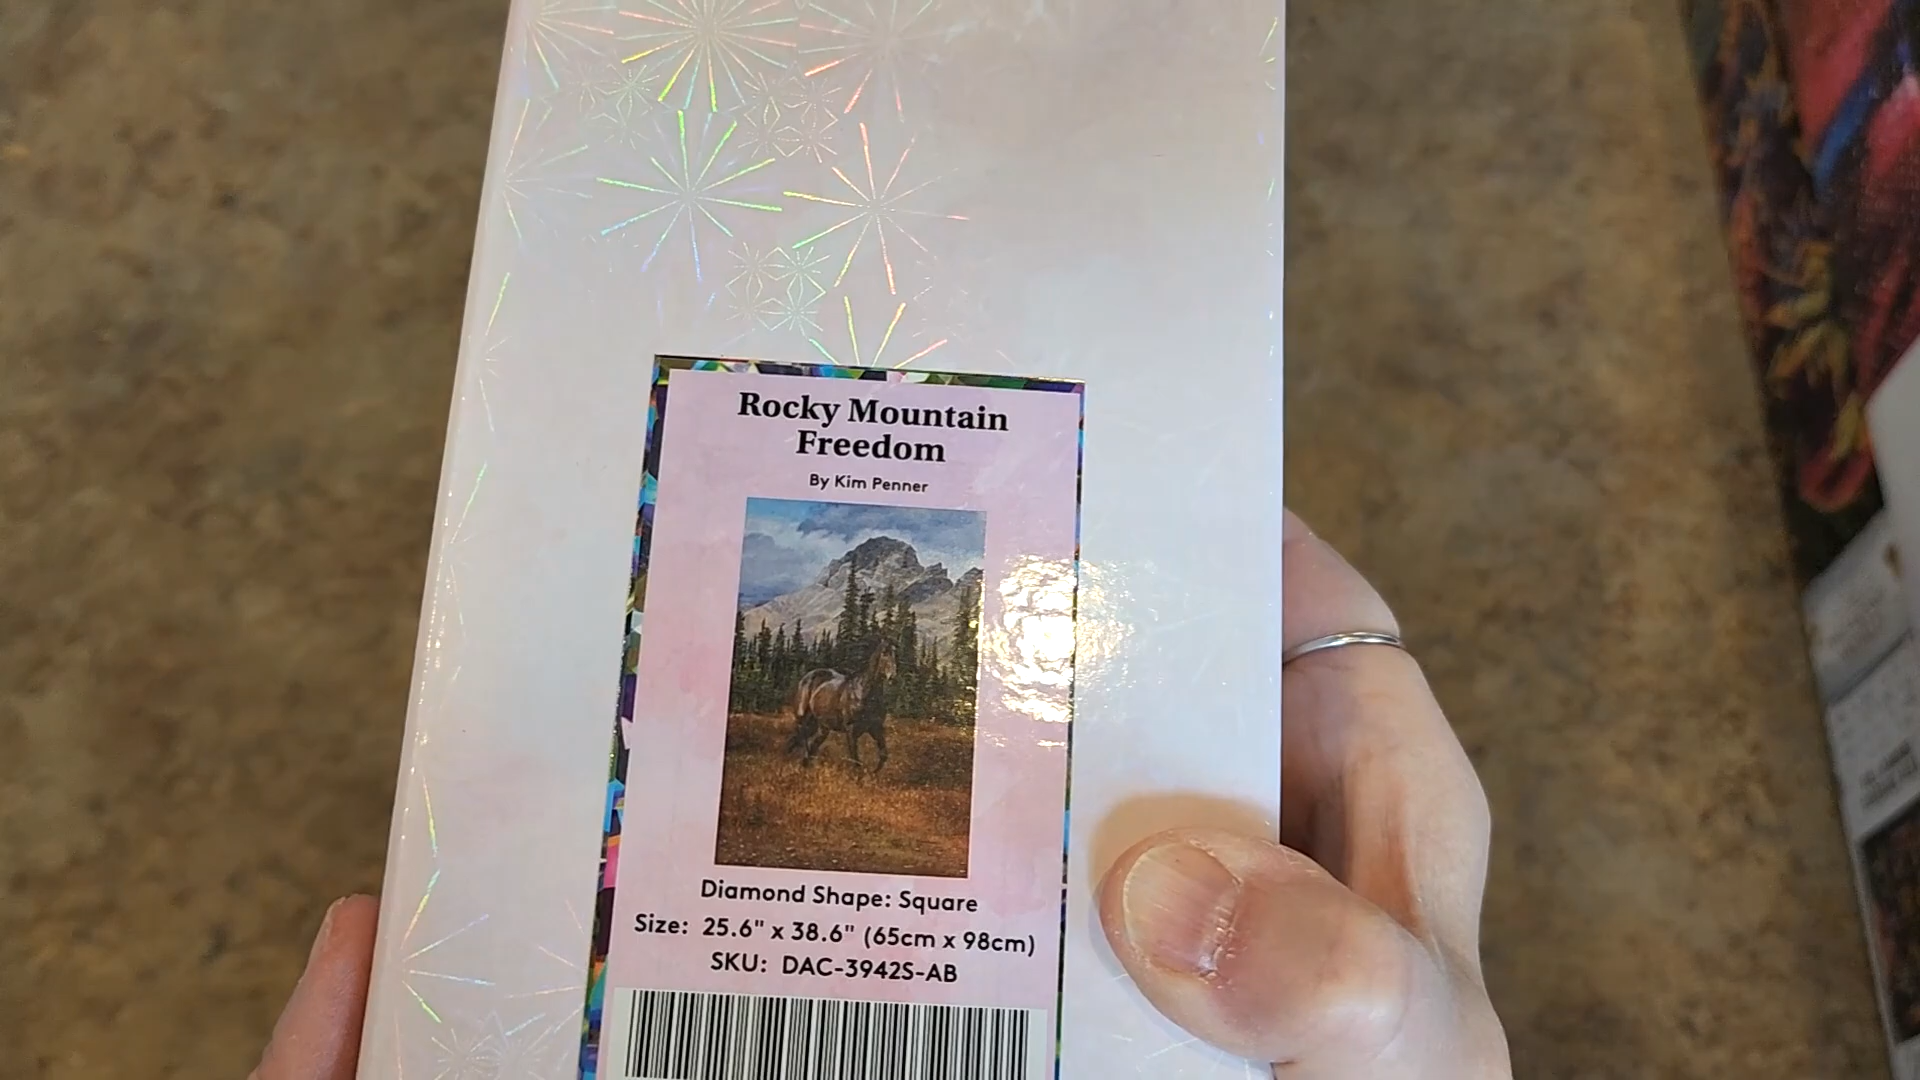 Rocky Mountain
Freedom
By Kim Penner
Diamond Shape: Square
Size: 25.6" x 38.6" (65cm x 98cm)
SKU: DAC-3942S-AB